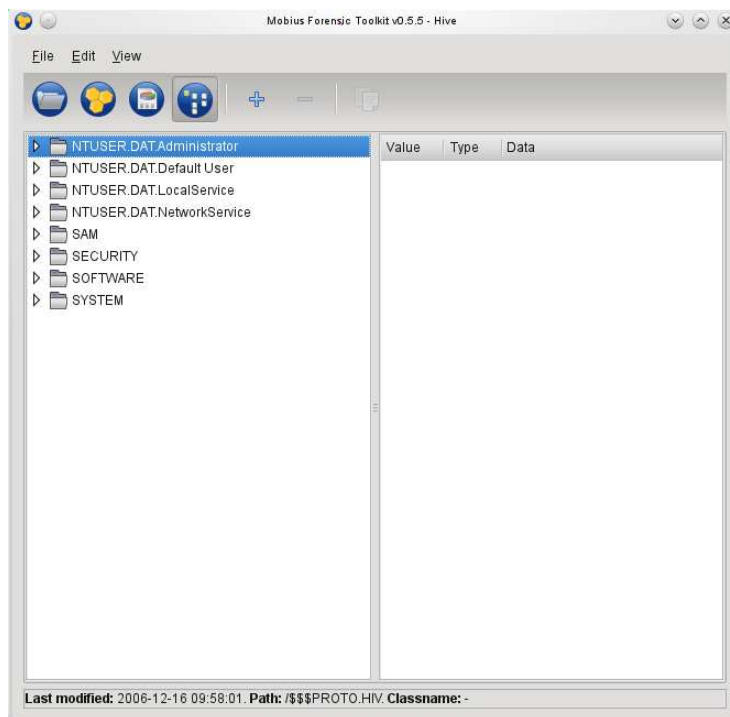 Mobius Forensic Toolkit v0.5.5 - Hive
File Edit View
NTUSER.DAT.Administrator
NTUSER.DAT.Default User
NTUSER.DAT.LocalService
NTUSER.DAT.NetworkService
SAM
SECURITY
SOFTWARE
SYSTEM
Value Type Data
Last modified: 2006-12-16 09:58:01. Path: /$$$PROTO.HIV. Classname: -